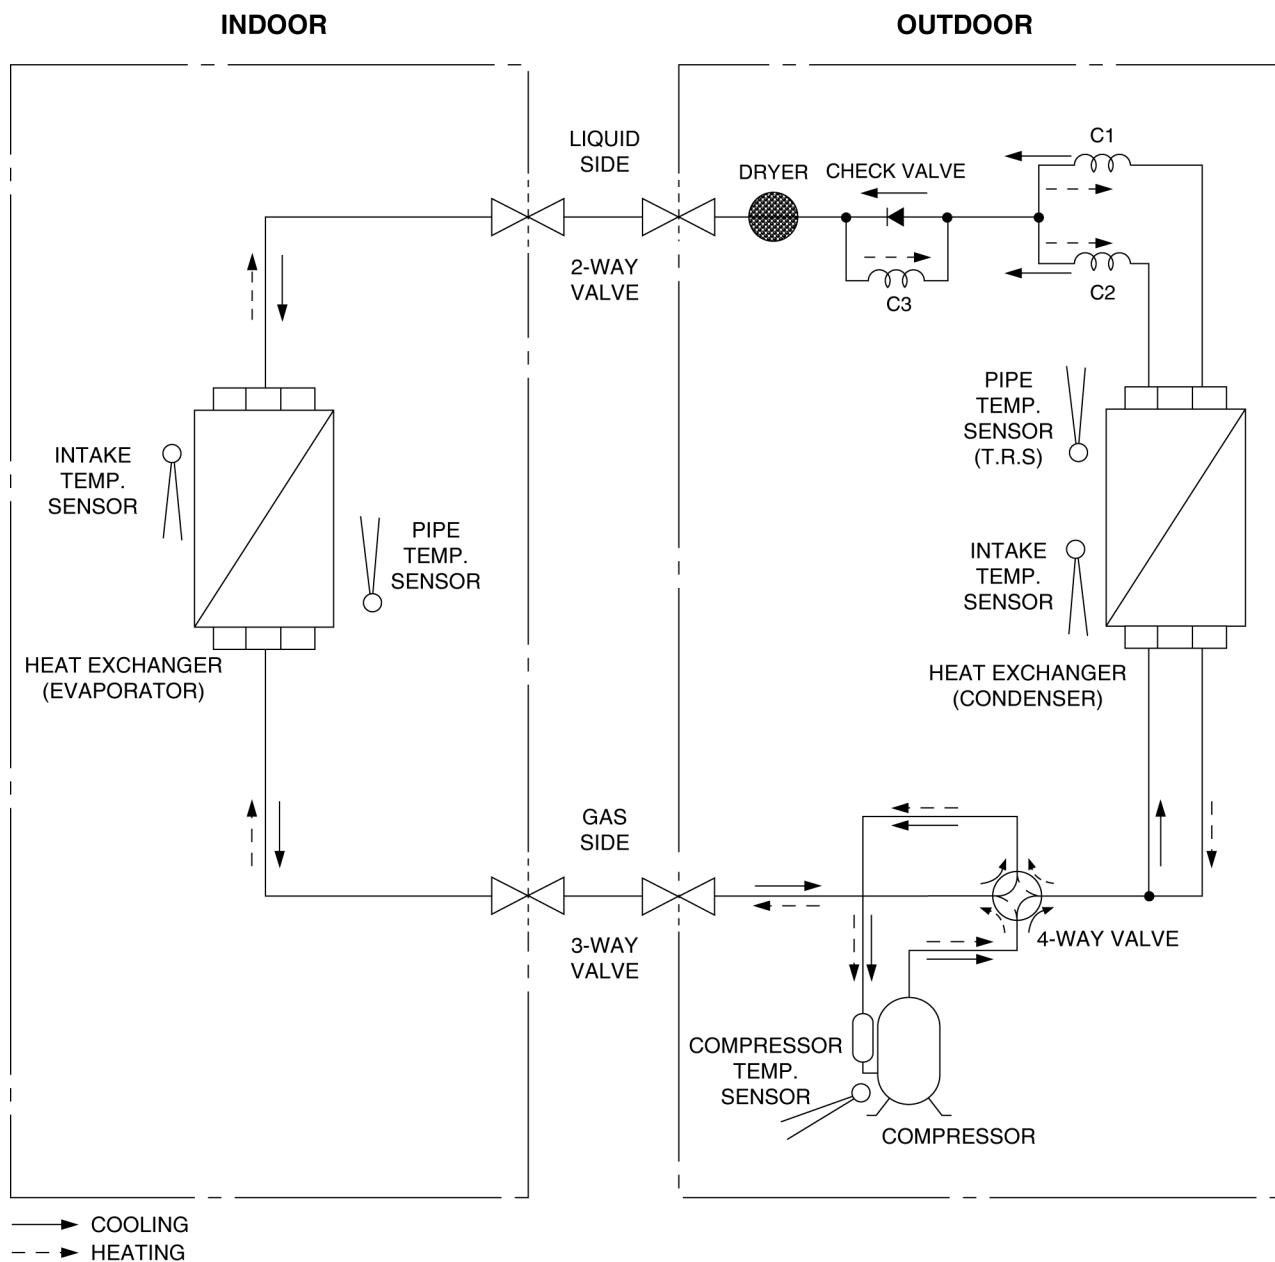 INDOOR
OUTDOOR
LIQUID
SIDE
DRYER
CHECK VALVE
C1
2-WAY
VALVE
C3
C2
INTAKE
TEMP.
SENSOR
PIPE
TEMP.
SENSOR
HEAT EXCHANGER
(EVAPORATOR)
PIPE
TEMP.
SENSOR
(T.R.S)
INTAKE
TEMP.
SENSOR
HEAT EXCHANGER
(CONDENSER)
GAS
SIDE
3-WAY
VALVE
4-WAY VALVE
COMPRESSOR
TEMP.
SENSOR
COMPRESSOR
COOLING
HEATING